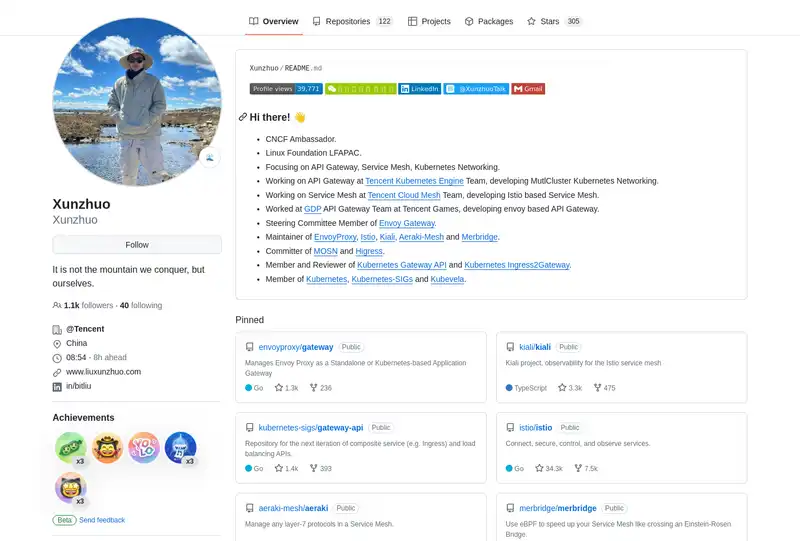 Overview
Repositories 122
Projects
Packages
Stars 305
Xunzhuo
Xunzhuo
Follow
It is not the mountain we conquer, but
ourselves.
1.1k followers · 40 following
@Tencent
China
08:54 - 8h ahead
www.liuxunzhuo.com
in/bitliu
Achievements
x3
YOLO
x3
x3
Beta Send feedback
Xunzhuo/README.md
Profile views 39,771
LinkedIn
@XunzhuoTalk
Gmail
Hi there! 👋
• CNCF Ambassador.
• Linux Foundation LFAPAC.
• Focusing on API Gateway, Service Mesh, Kubernetes Networking.
• Working on API Gateway at Tencent Kubernetes Engine Team, developing MutlCluster Kubernetes Networking.
• Working on Service Mesh at Tencent Cloud Mesh Team, developing Istio based Service Mesh.
• Worked at GDP API Gateway Team at Tencent Games, developing envoy based API Gateway.
• Steering Committee Member of Envoy Gateway.
• Maintainer of EnvoyProxy, Istio, Kiali, Aeraki-Mesh and Merbridge.
• Committer of MOSN and Higress.
• Member and Reviewer of Kubernetes Gateway API and Kubernetes Ingress2Gateway.
• Member of Kubernetes, Kubernetes-SIGs and Kubevela.
Pinned
envoyproxy/gateway Public
Manages Envoy Proxy as a Standalone or Kubernetes-based Application
Gateway
Go 1.3k 236
kiali/kiali Public
Kiali project, observability for the Istio service mesh
TypeScript 3.3k 475
kubernetes-sigs/gateway-api Public
Repository for the next iteration of composite service (e.g. Ingress) and load
balancing APIs.
Go 1.4k 393
istio/istio Public
Connect, secure, control, and observe services.
Go 34.3k 7.5k
aeraki-mesh/aeraki Public
Manage any layer-7 protocols in a Service Mesh.
merbridge/merbridge Public
Use eBPF to speed up your Service Mesh like crossing an Einstein-Rosen
Bridge.